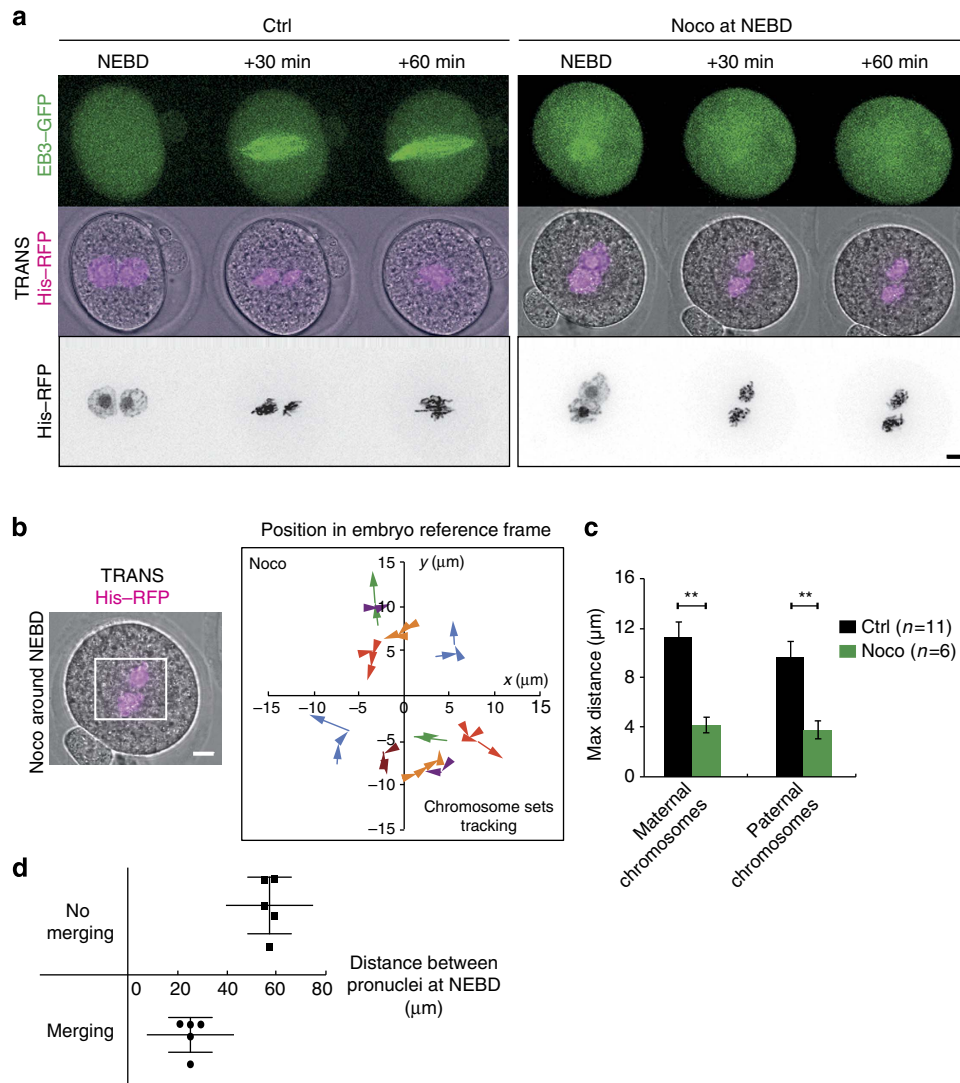 a
Ctrl
Noco at NEBD
NEBD
+30 min
+60 min
NEBD
+30 min
+60 min
EB3–GFP
TRANS
His–RFP
His–RFP
b
TRANS
His–RFP
Noco around NEBD
Position in embryo reference frame
Noco
y (μm)
15
10
5
x (μm)
−15
−10
−5
0
5
10
15
−5
−10
−15
Chromosome sets
tracking
c
Max distance (μm)
16
12
8
4
0
**
**
Ctrl (n=11)
Noco (n=6)
Maternal
chromosomes
Paternal
chromosomes
d
No
merging
Merging
0
20
40
60
80
Distance between
pronuclei at NEBD
(μm)